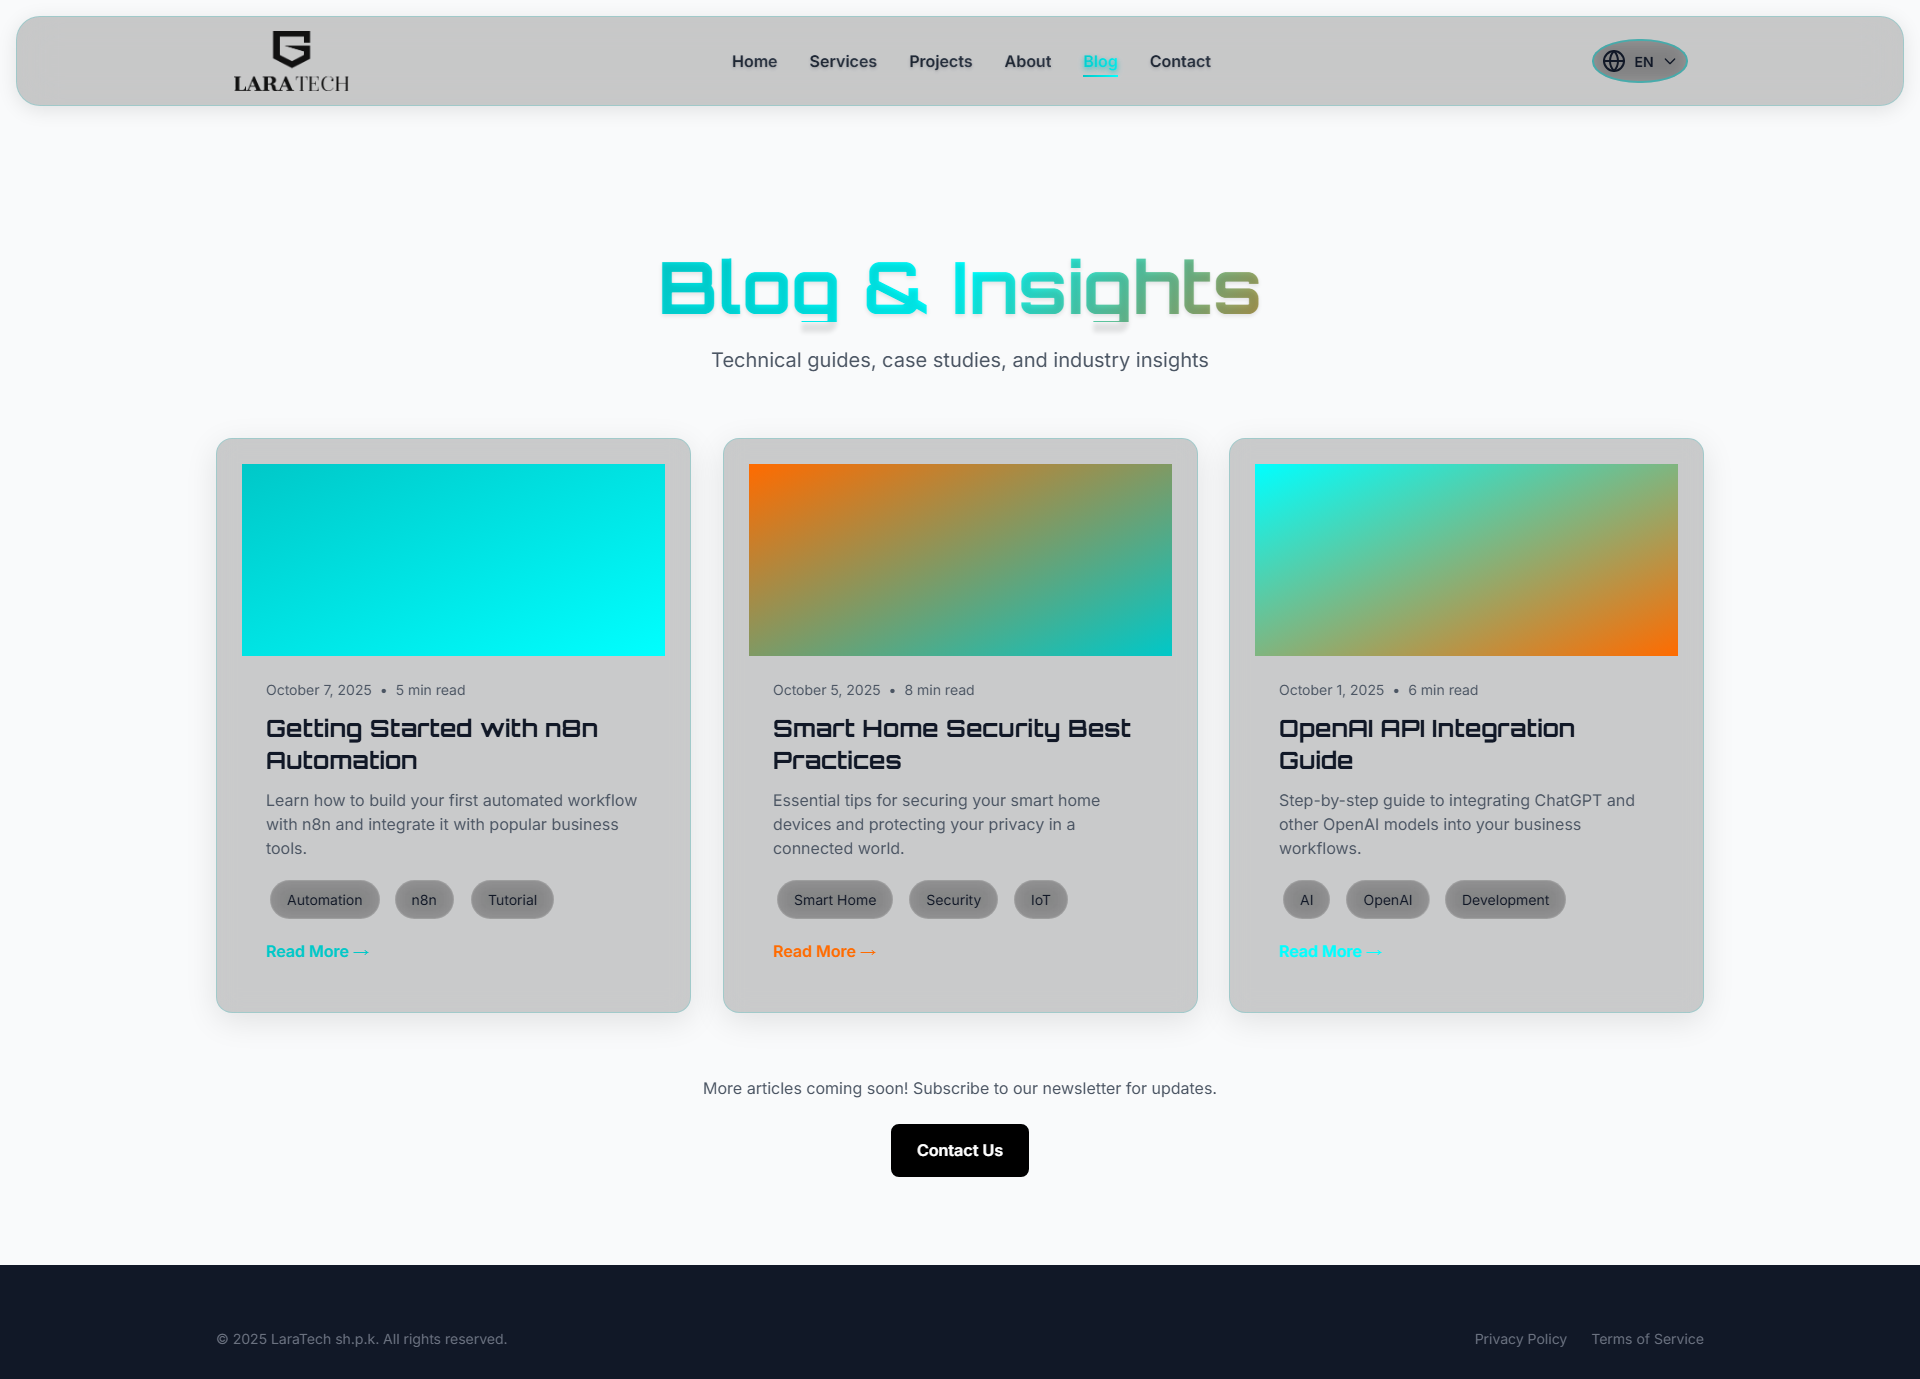 LARATECH
Home
Services
Projects
About
Blog
Contact
EN
Blog & Insights
Technical guides, case studies, and industry insights
October 7, 2025 • 5 min read
Getting Started with n8n
Automation
Learn how to build your first automated workflow
with n8n and integrate it with popular business
tools.
Automation
n8n
Tutorial
Read More →
October 5, 2025 • 8 min read
Smart Home Security Best
Practices
Essential tips for securing your smart home
devices and protecting your privacy in a
connected world.
Smart Home
Security
IoT
Read More →
October 1, 2025 • 6 min read
OpenAI API Integration
Guide
Step-by-step guide to integrating ChatGPT and
other OpenAI models into your business
workflows.
AI
OpenAI
Development
Read More →
More articles coming soon! Subscribe to our newsletter for updates.
Contact Us
© 2025 LaraTech sh.p.k. All rights reserved.
Privacy Policy
Terms of Service